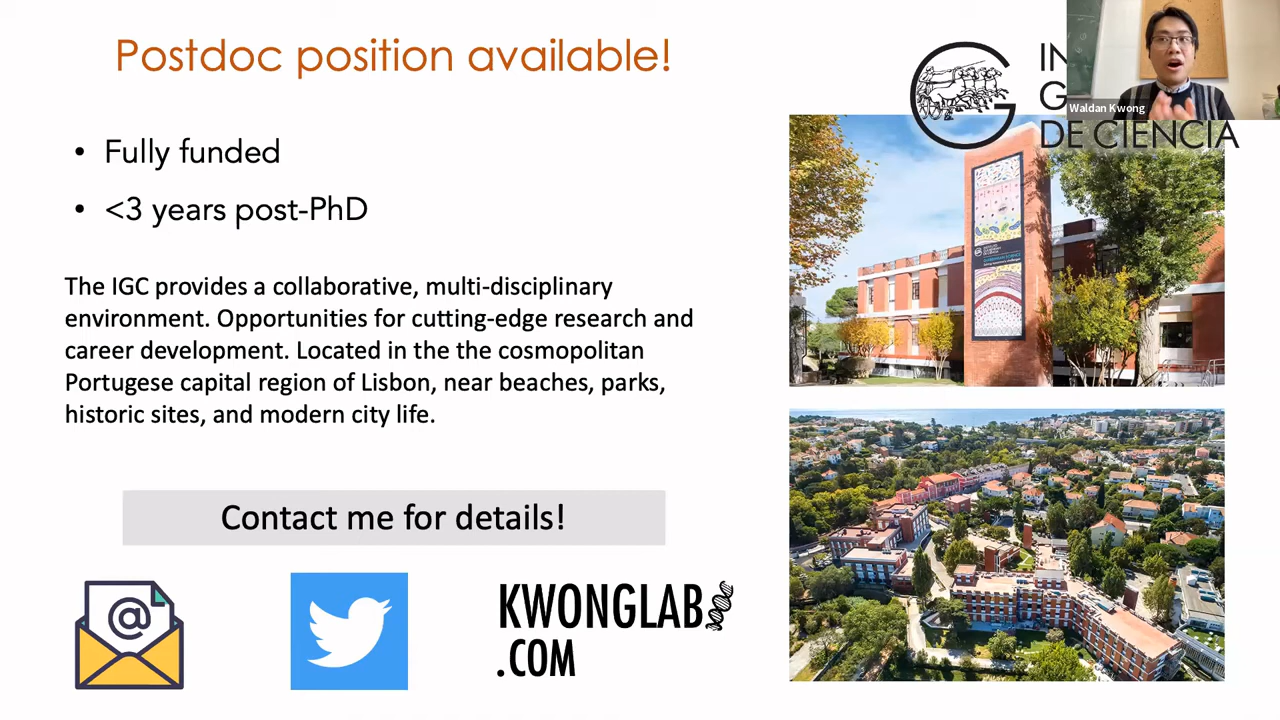 Postdoc position available!
• Fully funded
• <3 years post-PhD
The IGC provides a collaborative, multi-disciplinary
environment. Opportunities for cutting-edge research and
career development. Located in the the cosmopolitan
Portugese capital region of Lisbon, near beaches, parks,
historic sites, and modern city life.
Contact me for details!
@
KWONGLAB
.COM
IN
G
DE CIENCIA
Waldan Kwong